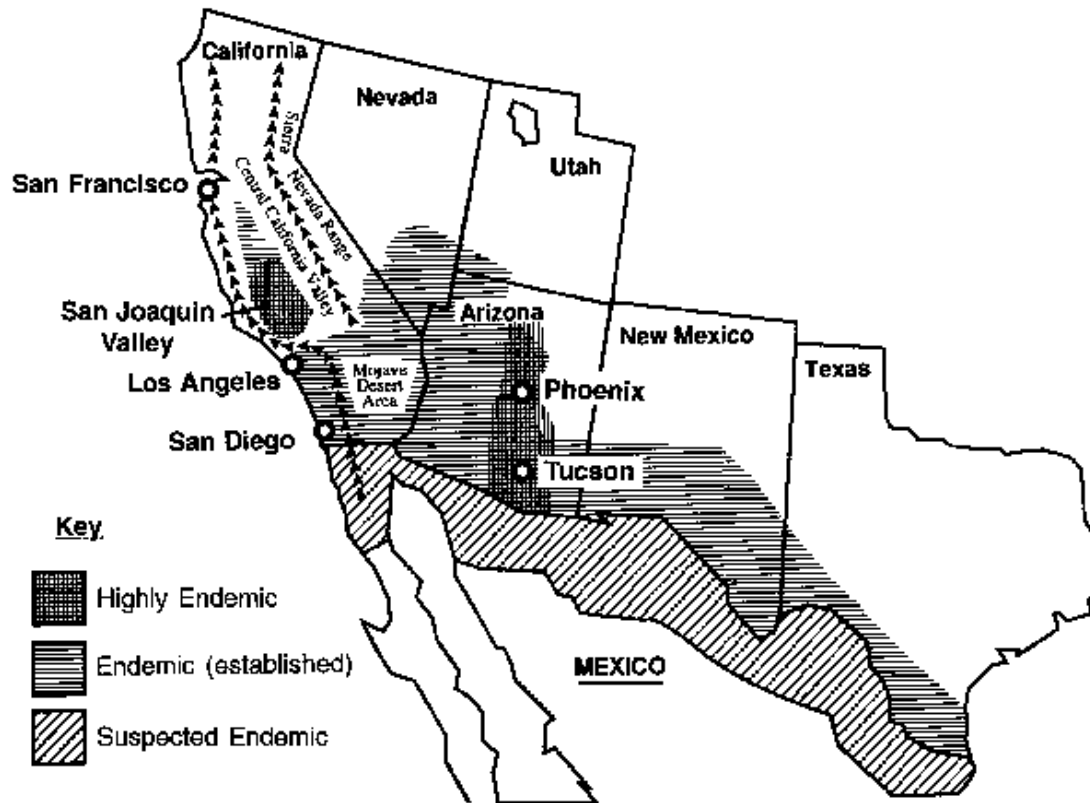 California
Nevada
Utah
San Francisco
Sierra
Nevada Range
Central California Valley
San Joaquin
Valley
Arizona
New Mexico
Texas
Los Angeles
Mojave
Desert
Area
Phoenix
San Diego
Tucson
Key
Highly Endemic
Endemic (established)
Suspected Endemic
MEXICO